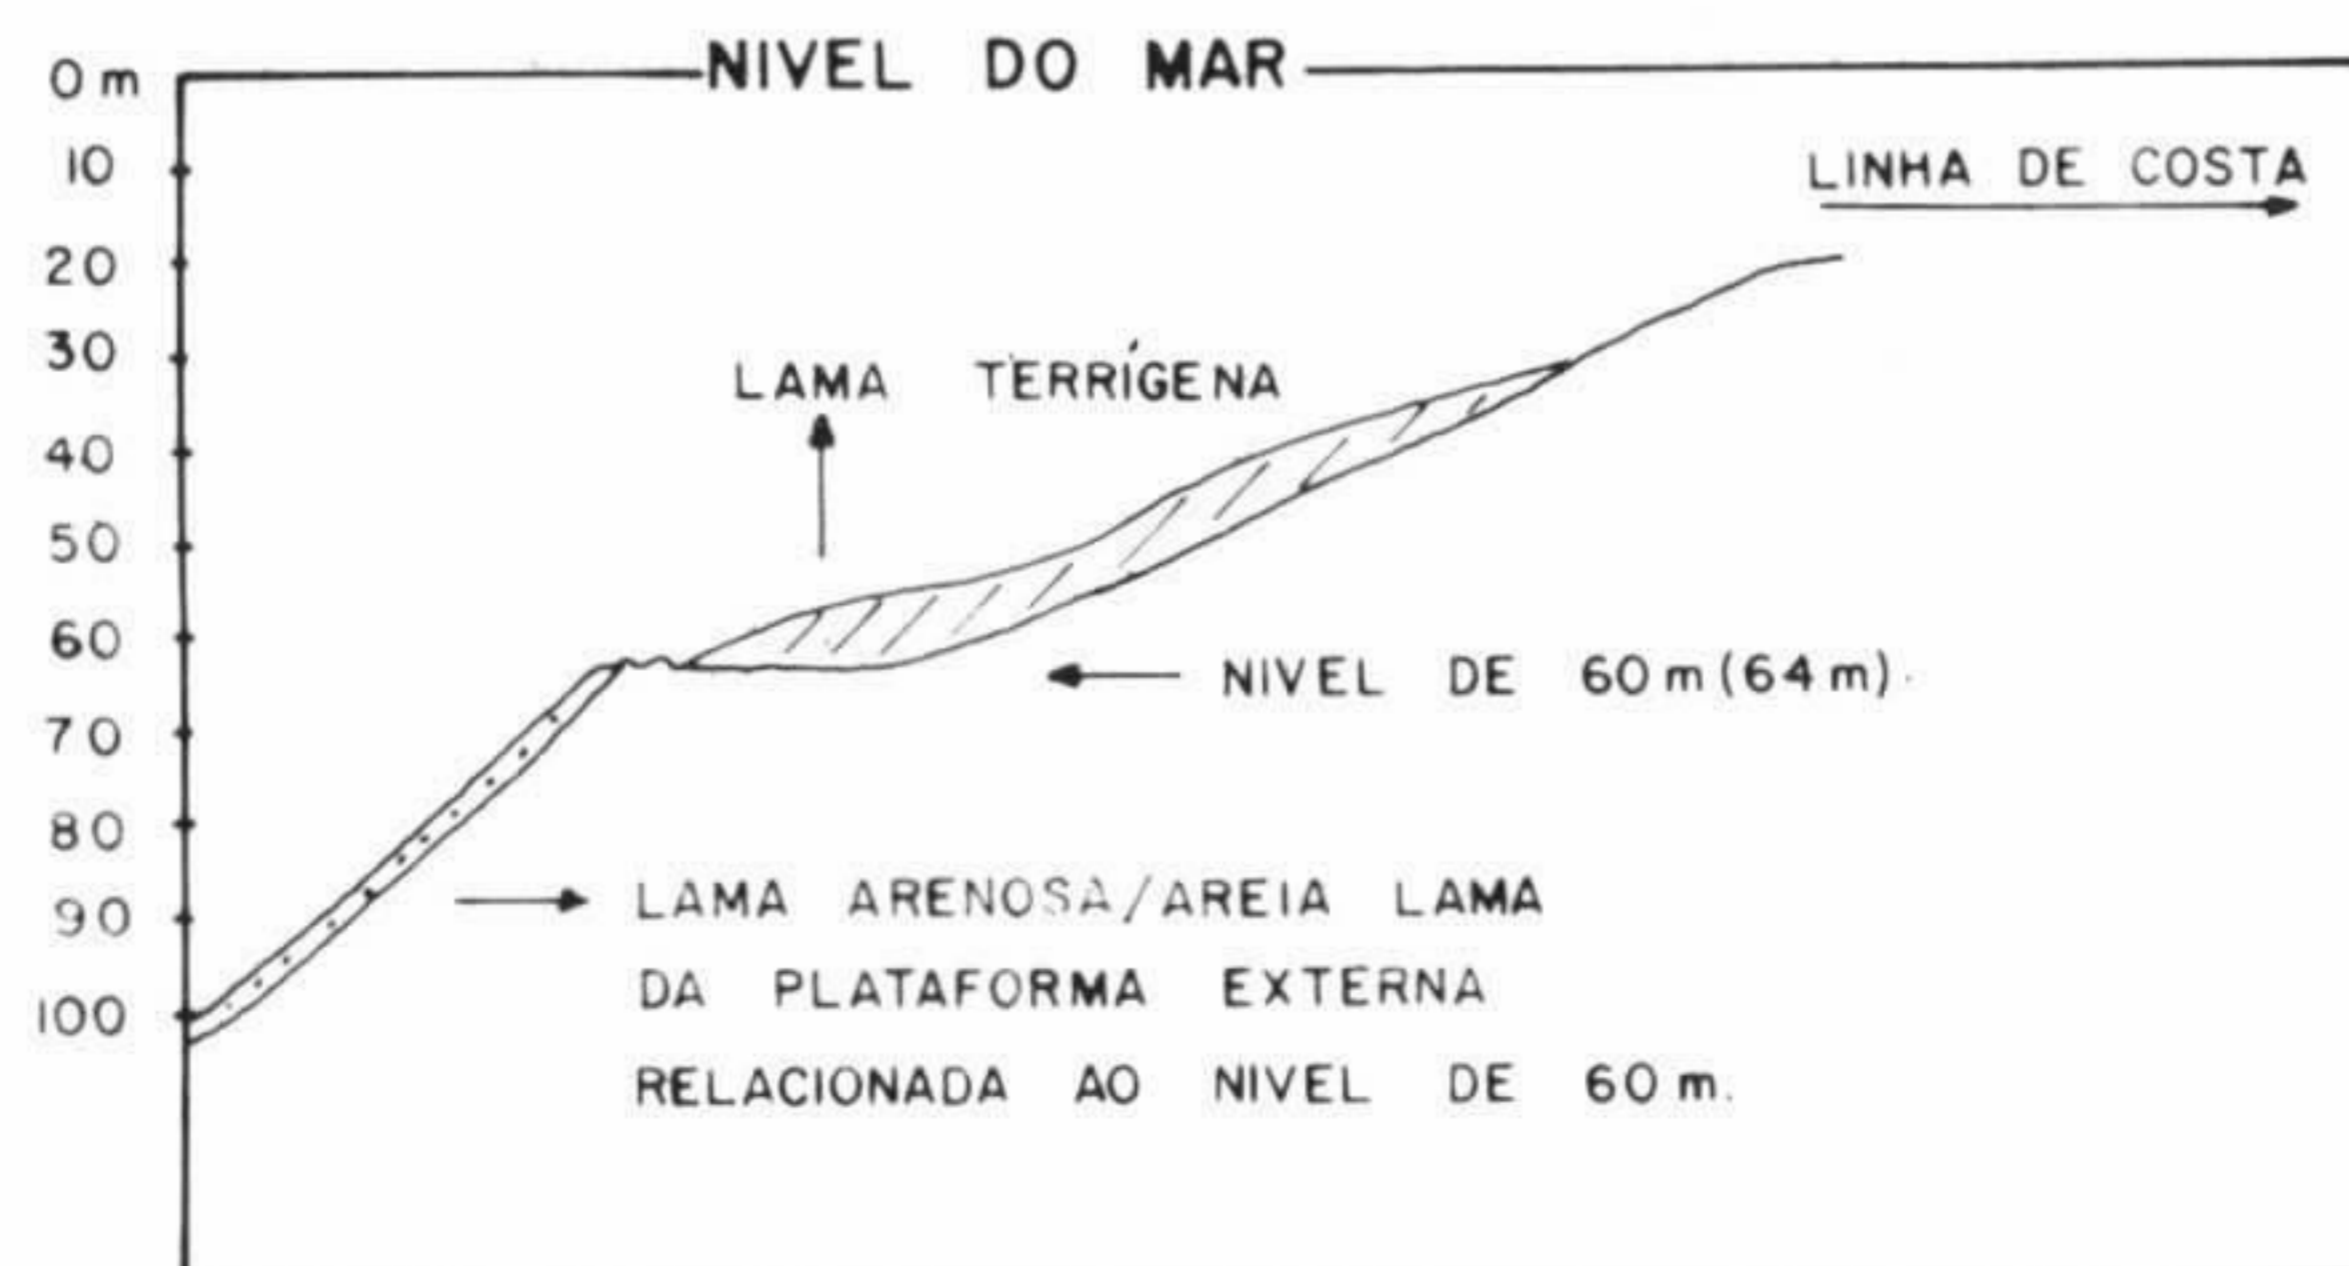 0 m
NIVEL DO MAR
10
LINHA DE COSTA
20
30
LAMA TERRÍGENA
40
50
60
NIVEL DE 60 m (64 m).
70
80
90
LAMA ARENOSA/AREIA LAMA
DA PLATAFORMA EXTERNA
100
RELACIONADA AO NIVEL DE 60 m.